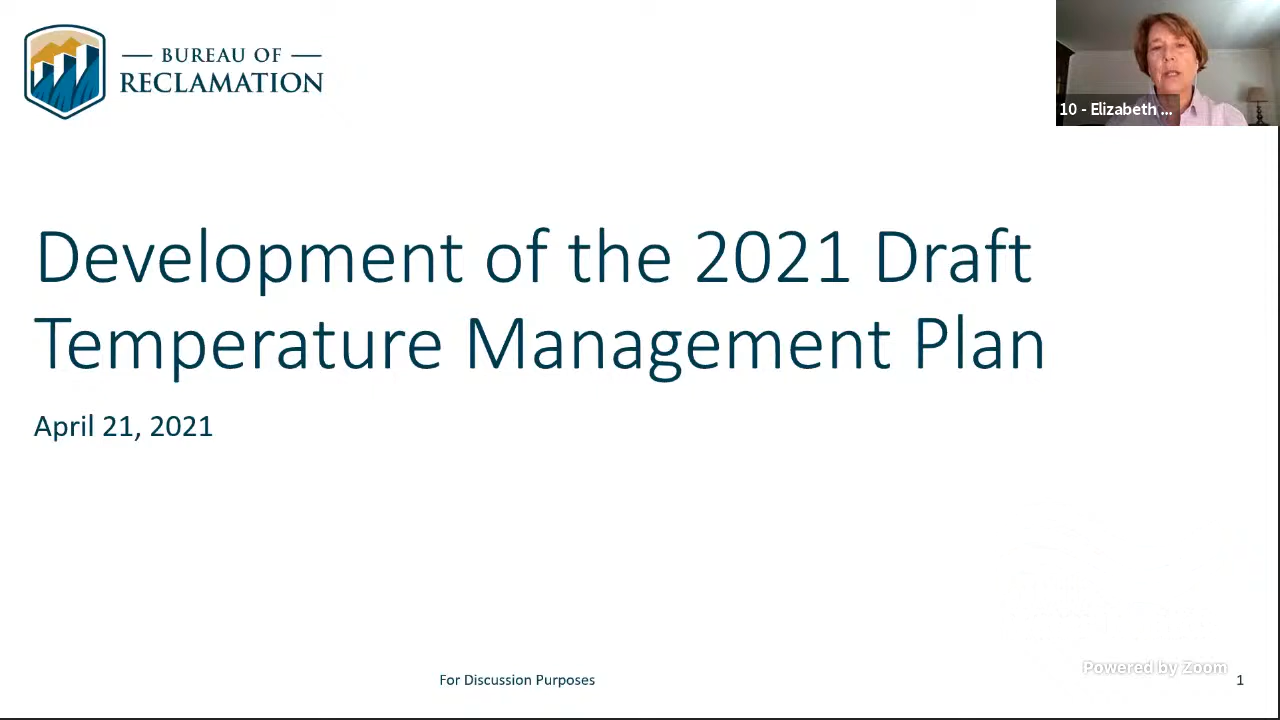 BUREAU OF
RECLAMATION
10 - Elizabeth ...
Development of the 2021 Draft
Temperature Management Plan
April 21, 2021
For Discussion Purposes
Powered by Zoom
1